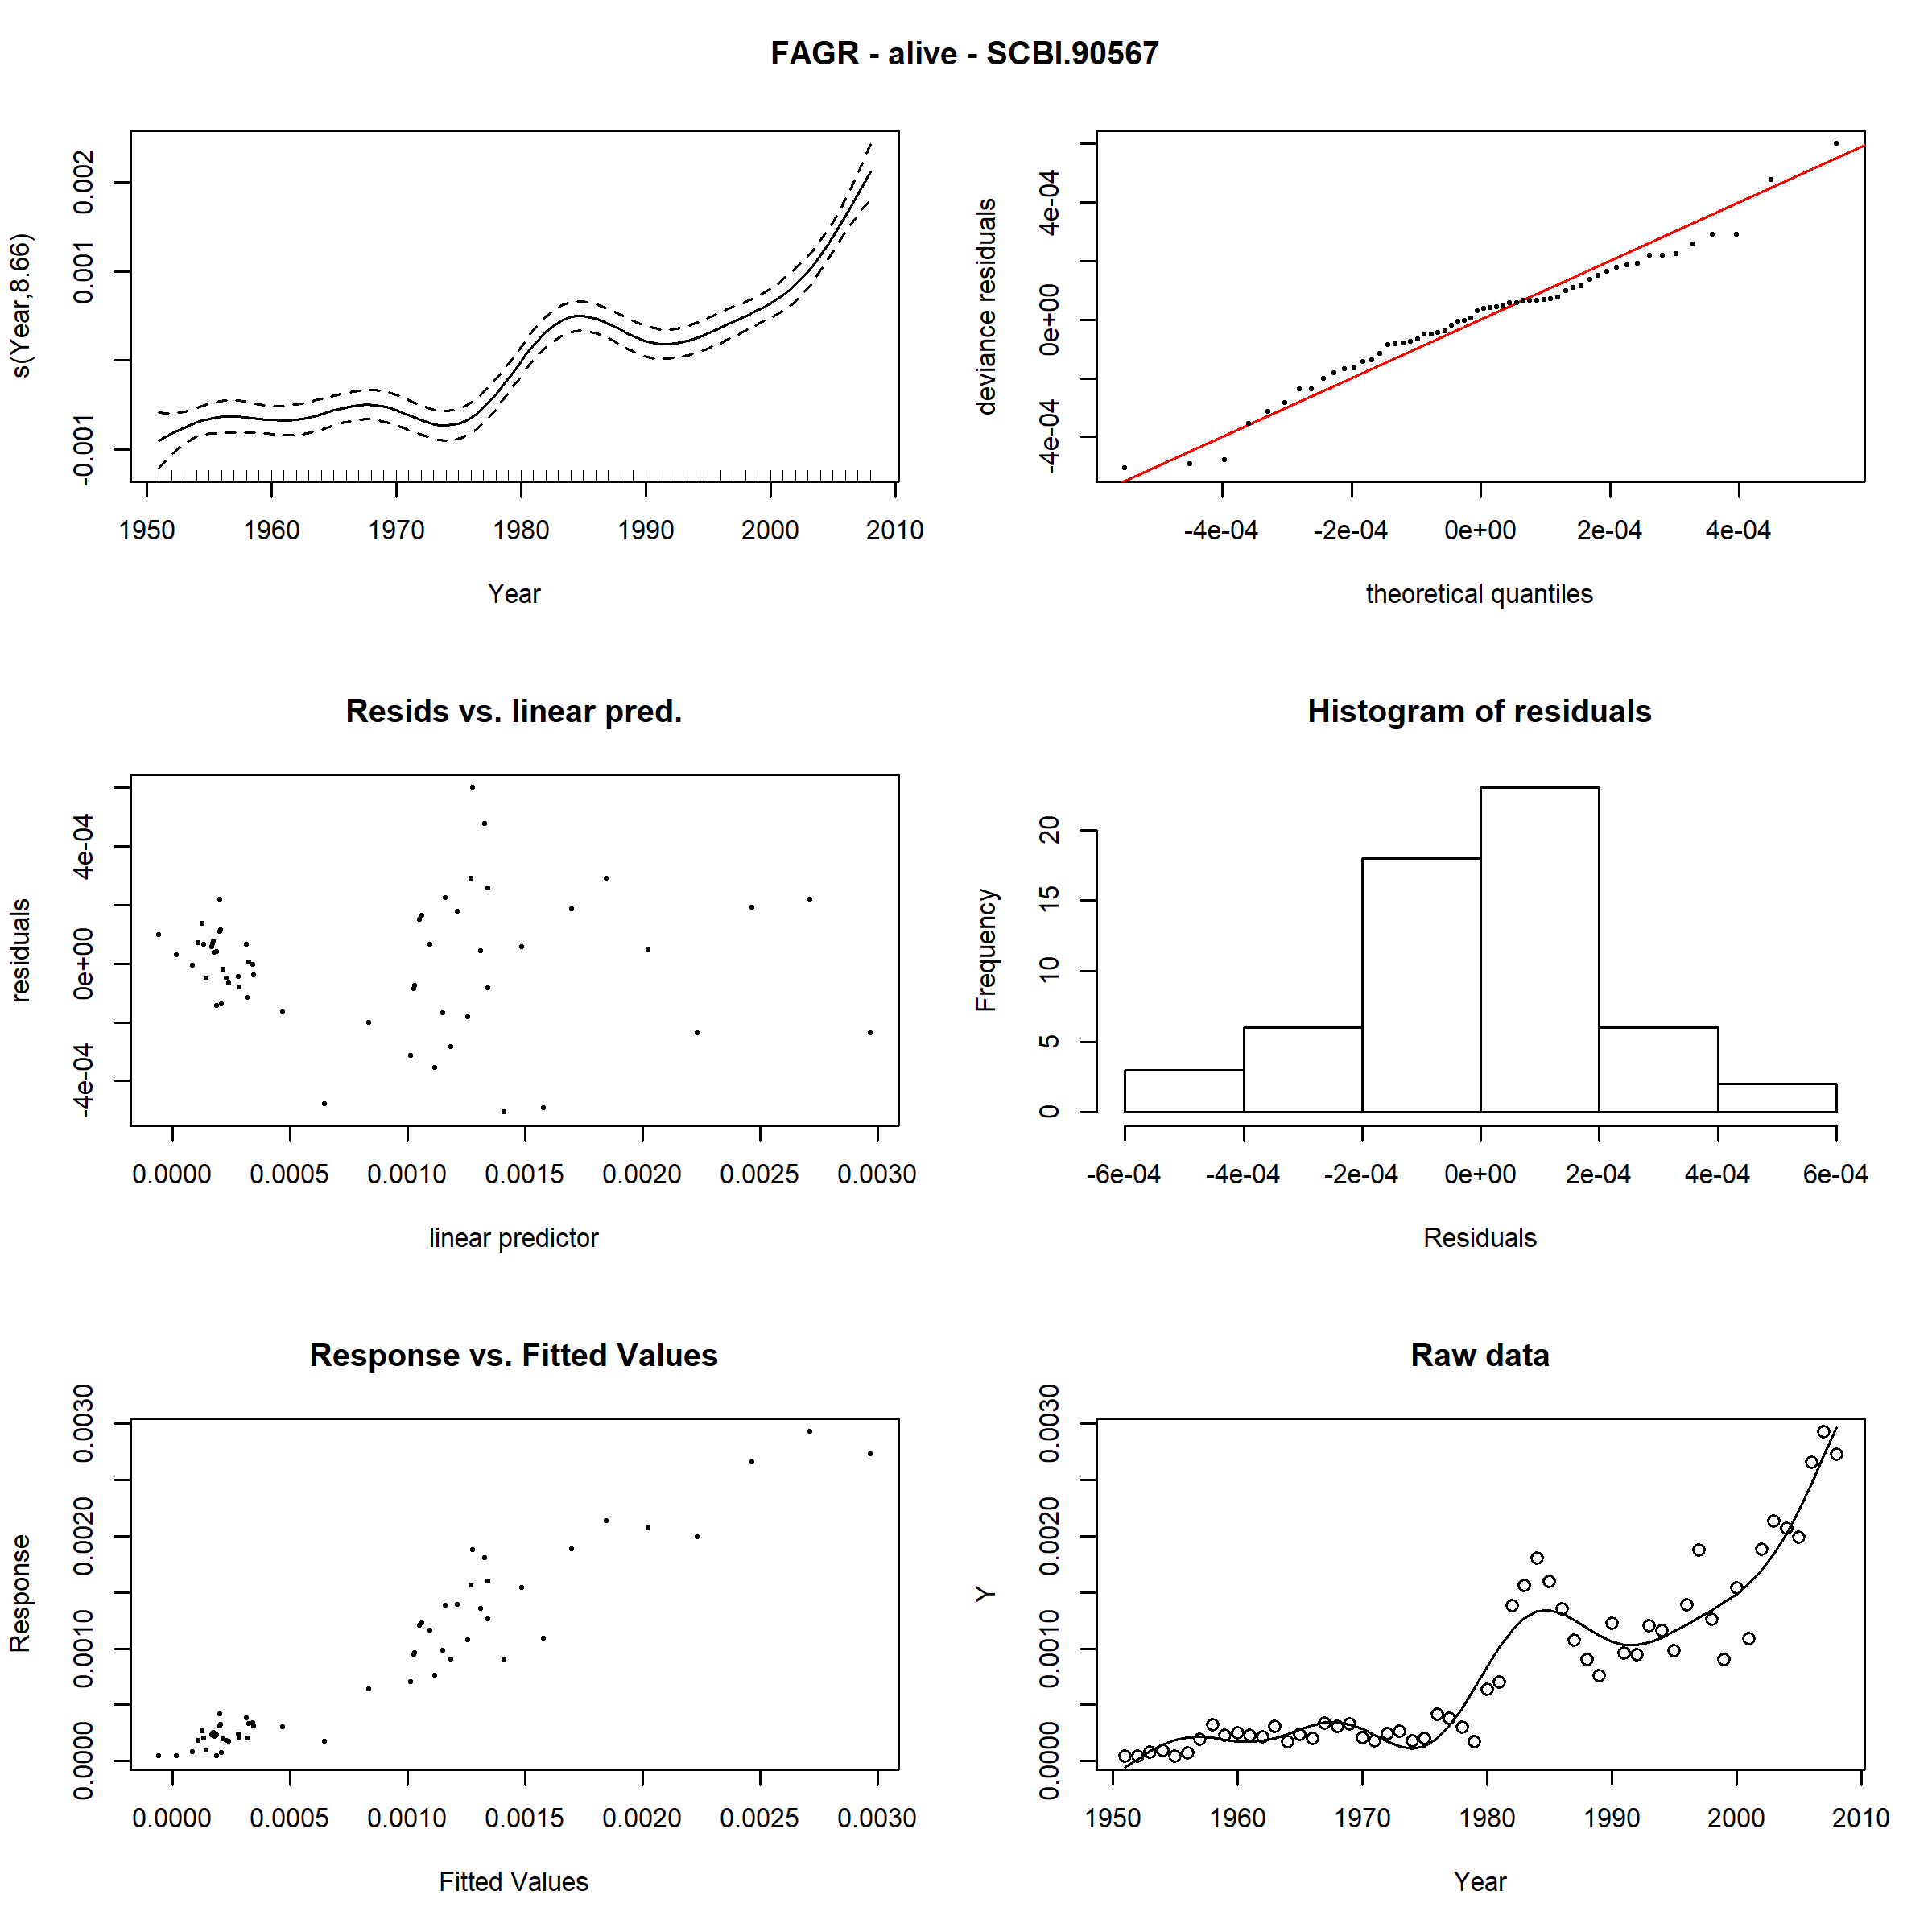 FAGR - alive - SCBI.90567
s(Year,8.66)
-0.001 0.001 0.002
1950 1960 1970 1980 1990 2000 2010
Year
deviance residuals
-4e-04 0e+00 4e-04
-4e-04 -2e-04 0e+00 2e-04 4e-04
theoretical quantiles
Resids vs. linear pred.
residuals
-4e-04 0e+00 4e-04
0.0000 0.0005 0.0010 0.0015 0.0020 0.0025 0.0030
linear predictor
Histogram of residuals
Frequency
0 5 10 15 20
-6e-04 -4e-04 -2e-04 0e+00 2e-04 4e-04 6e-04
Residuals
Response vs. Fitted Values
Response
0.0000 0.0010 0.0020 0.0030
0.0000 0.0005 0.0010 0.0015 0.0020 0.0025 0.0030
Fitted Values
Raw data
Y
0.0000 0.0010 0.0020 0.0030
1950 1960 1970 1980 1990 2000 2010
Year